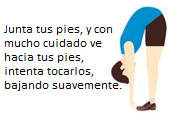 Junta tus pies, y con
mucho cuidado ve
hacia tus pies,
intenta tocarlos,
bajando suavemente.